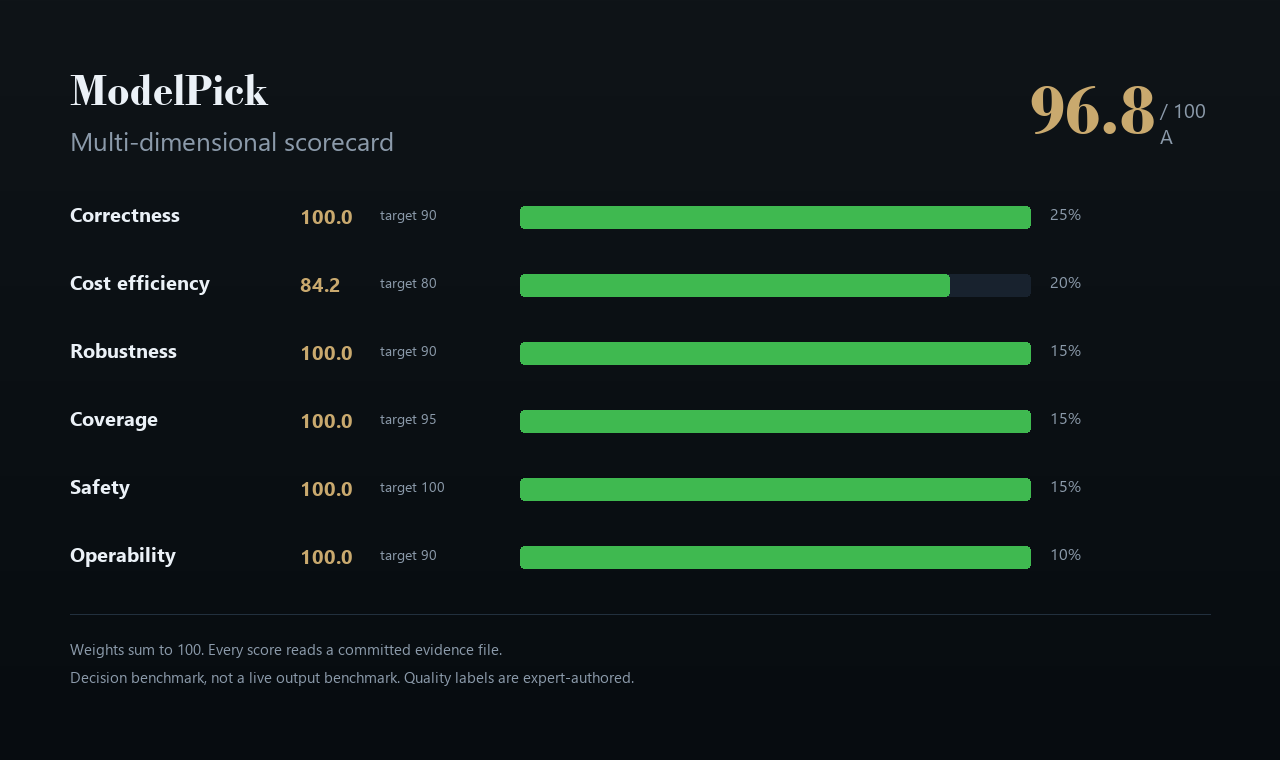 ModelPick
Multi-dimensional scorecard
96.8 / 100
A
Correctness 100.0 target 90 25%
Cost efficiency 84.2 target 80 20%
Robustness 100.0 target 90 15%
Coverage 100.0 target 95 15%
Safety 100.0 target 100 15%
Operability 100.0 target 90 10%
Weights sum to 100. Every score reads a committed evidence file.
Decision benchmark, not a live output benchmark. Quality labels are expert-authored.